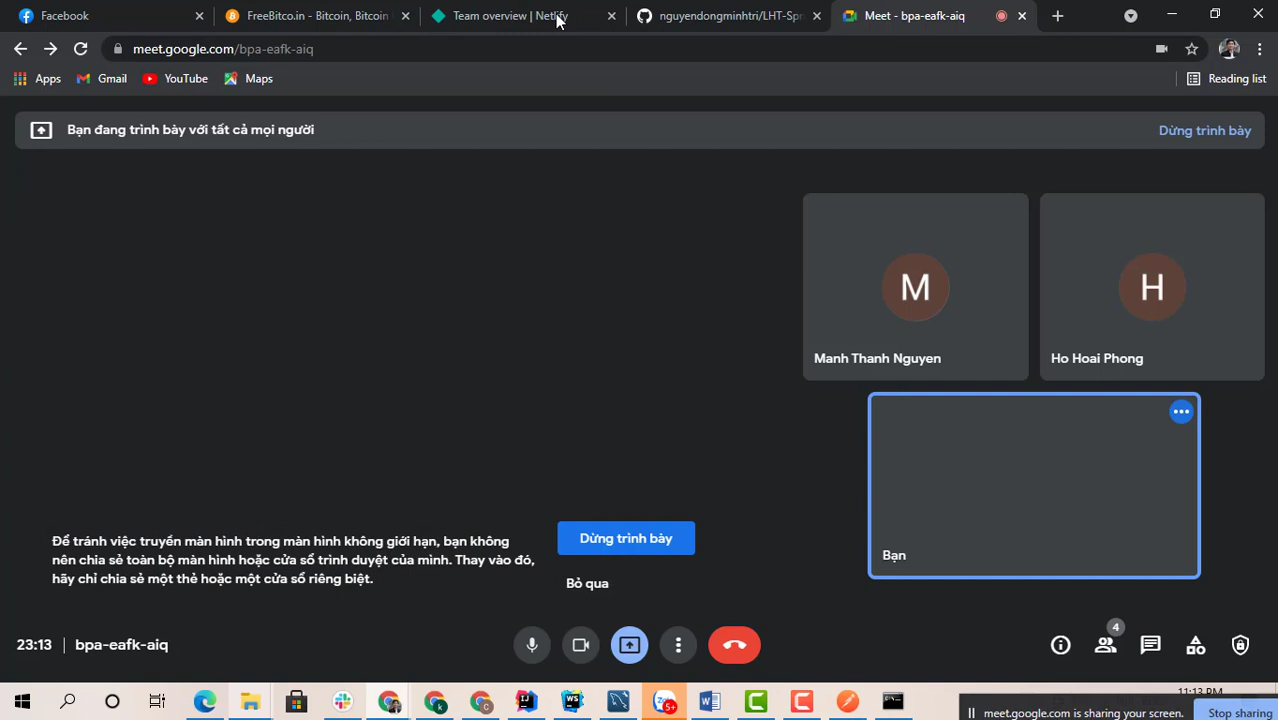 Facebook
FreeBitco.in - Bitcoin, Bitcoin
Team overview | Netlify
nguyendongminhtri/LHT-Spr
Meet - bpa-eafk-aiq
meet.google.com/bpa-eafk-aiq
Apps
Gmail
YouTube
Maps
Reading list
Bạn đang trình bày với tất cả mọi người
Dừng trình bày
M
H
Manh Thanh Nguyen
Ho Hoai Phong
Bạn
Để tránh việc truyền màn hình trong màn hình không giới hạn, bạn không
nên chia sẻ toàn bộ màn hình hoặc cửa sổ trình duyệt của mình. Thay vào đó,
hãy chỉ chia sẻ một thẻ hoặc một cửa sổ riêng biệt.
Dừng trình bày
Bỏ qua
23:13 | bpa-eafk-aiq
4
11:13 PM
meet.google.com is sharing your screen.
Stop sharing